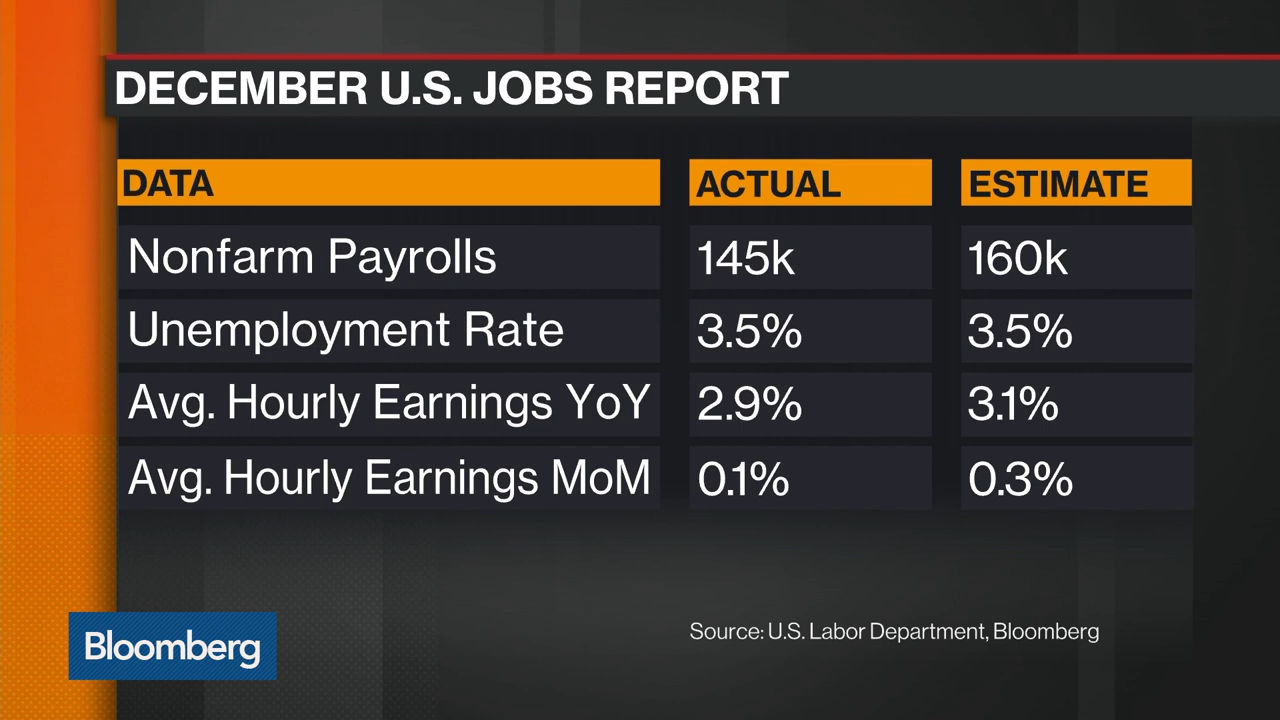 DECEMBER U.S. JOBS REPORT
DATA ACTUAL ESTIMATE
Nonfarm Payrolls 145k 160k
Unemployment Rate 3.5% 3.5%
Avg. Hourly Earnings YoY 2.9% 3.1%
Avg. Hourly Earnings MoM 0.1% 0.3%
Source: U.S. Labor Department, Bloomberg
Bloomberg